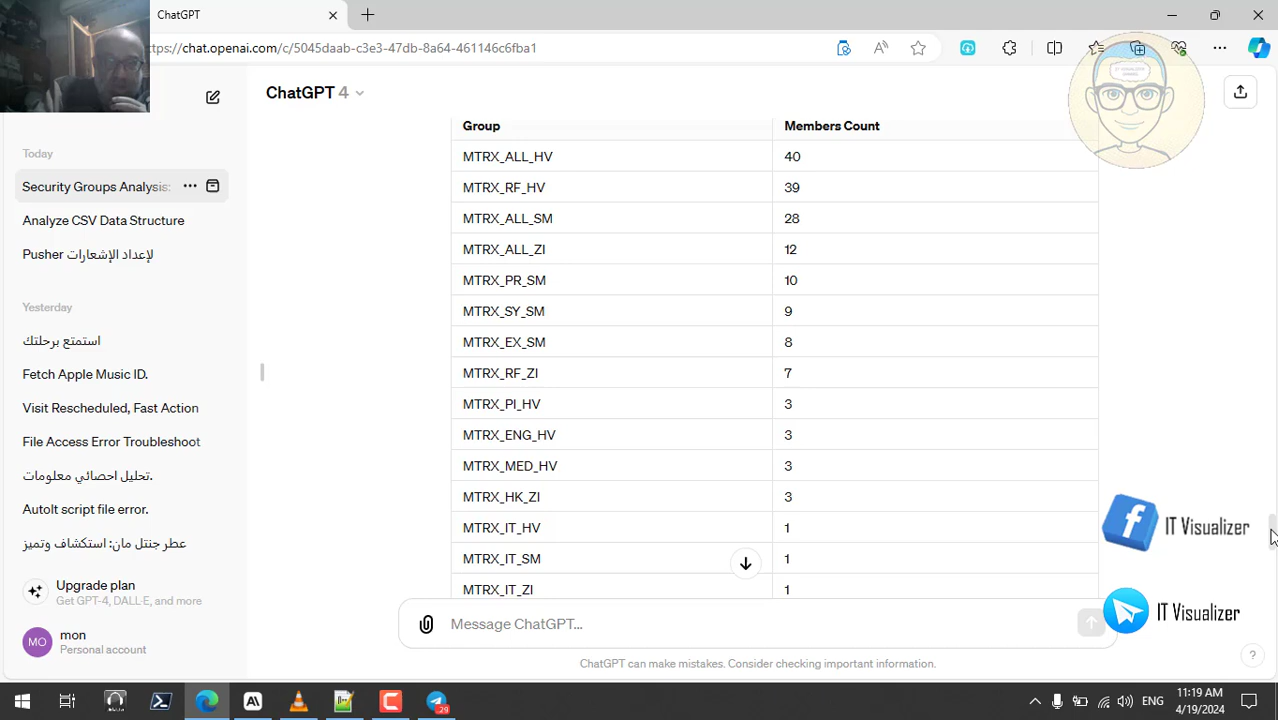 ChatGPT
ttps://chat.openai.com/c/5045daab-c3e3-47db-8a64-461146c6fba1
IT VISUALIZER
ChatGPT 4
Today
Security Groups Analysis:
Analyze CSV Data Structure
Pusher لإعداد الإشعارات
Yesterday
استمتع برحلتك
Fetch Apple Music ID.
Visit Rescheduled, Fast Action
File Access Error Troubleshoot
تحليل احصائي معلومات.
AutoIt script file error.
عطر جنتل مان: استكشاف وتميز
Upgrade plan
Get GPT-4, DALL·E, and more
MO
mon
Personal account
Group Members Count
MTRX_ALL_HV 40
MTRX_RF_HV 39
MTRX_ALL_SM 28
MTRX_ALL_ZI 12
MTRX_PR_SM 10
MTRX_SY_SM 9
MTRX_EX_SM 8
MTRX_RF_ZI 7
MTRX_PI_HV 3
MTRX_ENG_HV 3
MTRX_MED_HV 3
MTRX_HK_ZI 3
MTRX_IT_HV 1
MTRX_IT_SM 1
MTRX_IT_ZI 1
Message ChatGPT...
ChatGPT can make mistakes. Consider checking important information.
?
f IT Visualizer
IT Visualizer
29
ENG
11:19 AM
4/19/2024